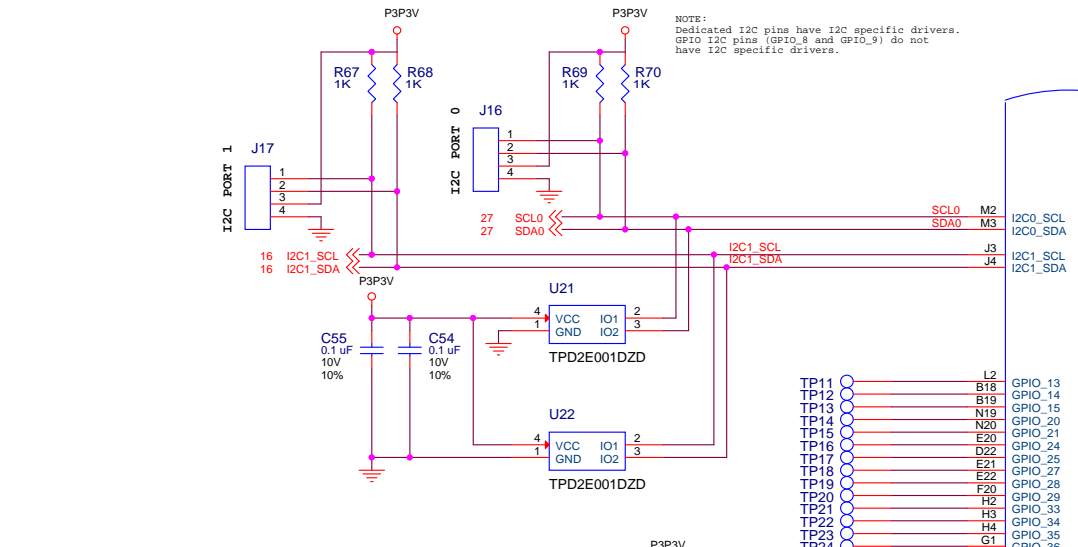 P3P3V
P3P3V
NOTE:
Dedicated I2C pins have I2C specific drivers.
GPIO I2C pins (GPIO_8 and GPIO_9) do not
have I2C specific drivers.
R67
1K
R68
1K
R69
1K
R70
1K
J16
I2C PORT 0
1
2
3
4
J17
I2C PORT 1
1
2
3
4
27 SCL0
27 SDA0
SCL0 M2 I2C0_SCL
SDA0 M3 I2C0_SDA
16 I2C1_SCL
16 I2C1_SDA
I2C1_SCL J3 I2C1_SCL
I2C1_SDA J4 I2C1_SDA
P3P3V
U21
4 VCC IO1 2
1 GND IO2 3
TPD2E001DZD
C55
0.1 uF
10V
10%
C54
0.1 uF
10V
10%
U22
4 VCC IO1 2
1 GND IO2 3
TPD2E001DZD
TP11 L2 GPIO_13
TP12 B18 GPIO_14
TP13 B19 GPIO_15
TP14 N19 GPIO_20
TP15 N20 GPIO_21
TP16 E20 GPIO_24
TP17 D22 GPIO_25
TP18 E21 GPIO_27
TP19 E22 GPIO_28
TP20 F20 GPIO_29
TP21 H2 GPIO_33
TP22 H3 GPIO_34
TP23 H4 GPIO_35
TP24 G1 GPIO_36
P3P3V